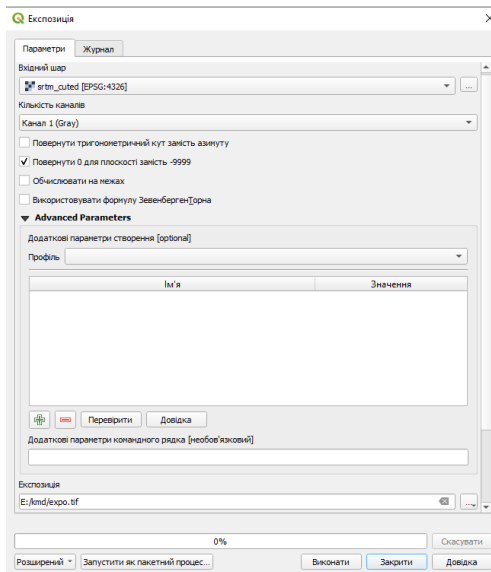 Експозиція
Параметри Журнал
Вхідний шар
srtm_cuted [EPSG:4326]
...
Кількість каналів
Канал 1 (Gray)
Повернути тригонометричний кут замість азимуту
Повернути 0 для плоскості замість -9999
Обчислювати на межах
Використовувати формулу ЗевенбергенТорна
Advanced Parameters
Додаткові параметри створення [optional]
Профіль
Ім'я Значення
Перевірити Довідка
Додаткові параметри командного рядка [необов'язковий]
Експозиція
E:/kmd/expo.tif
...
0% Скасувати
Розширений Запустити як пакетний процес... Виконати Закрити Довідка